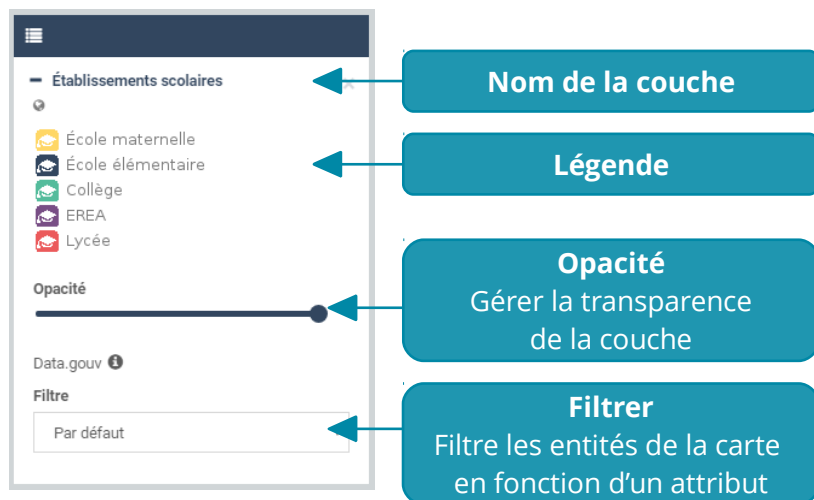 Établissements scolaires
École maternelle
École élémentaire
Collège
EREA
Lycée
Opacité
Data.gouv
Filtre
Par défaut
Nom de la couche
Légende
Opacité
Gérer la transparence
de la couche
Filtrer
Filtre les entités de la carte
en fonction d’un attribut